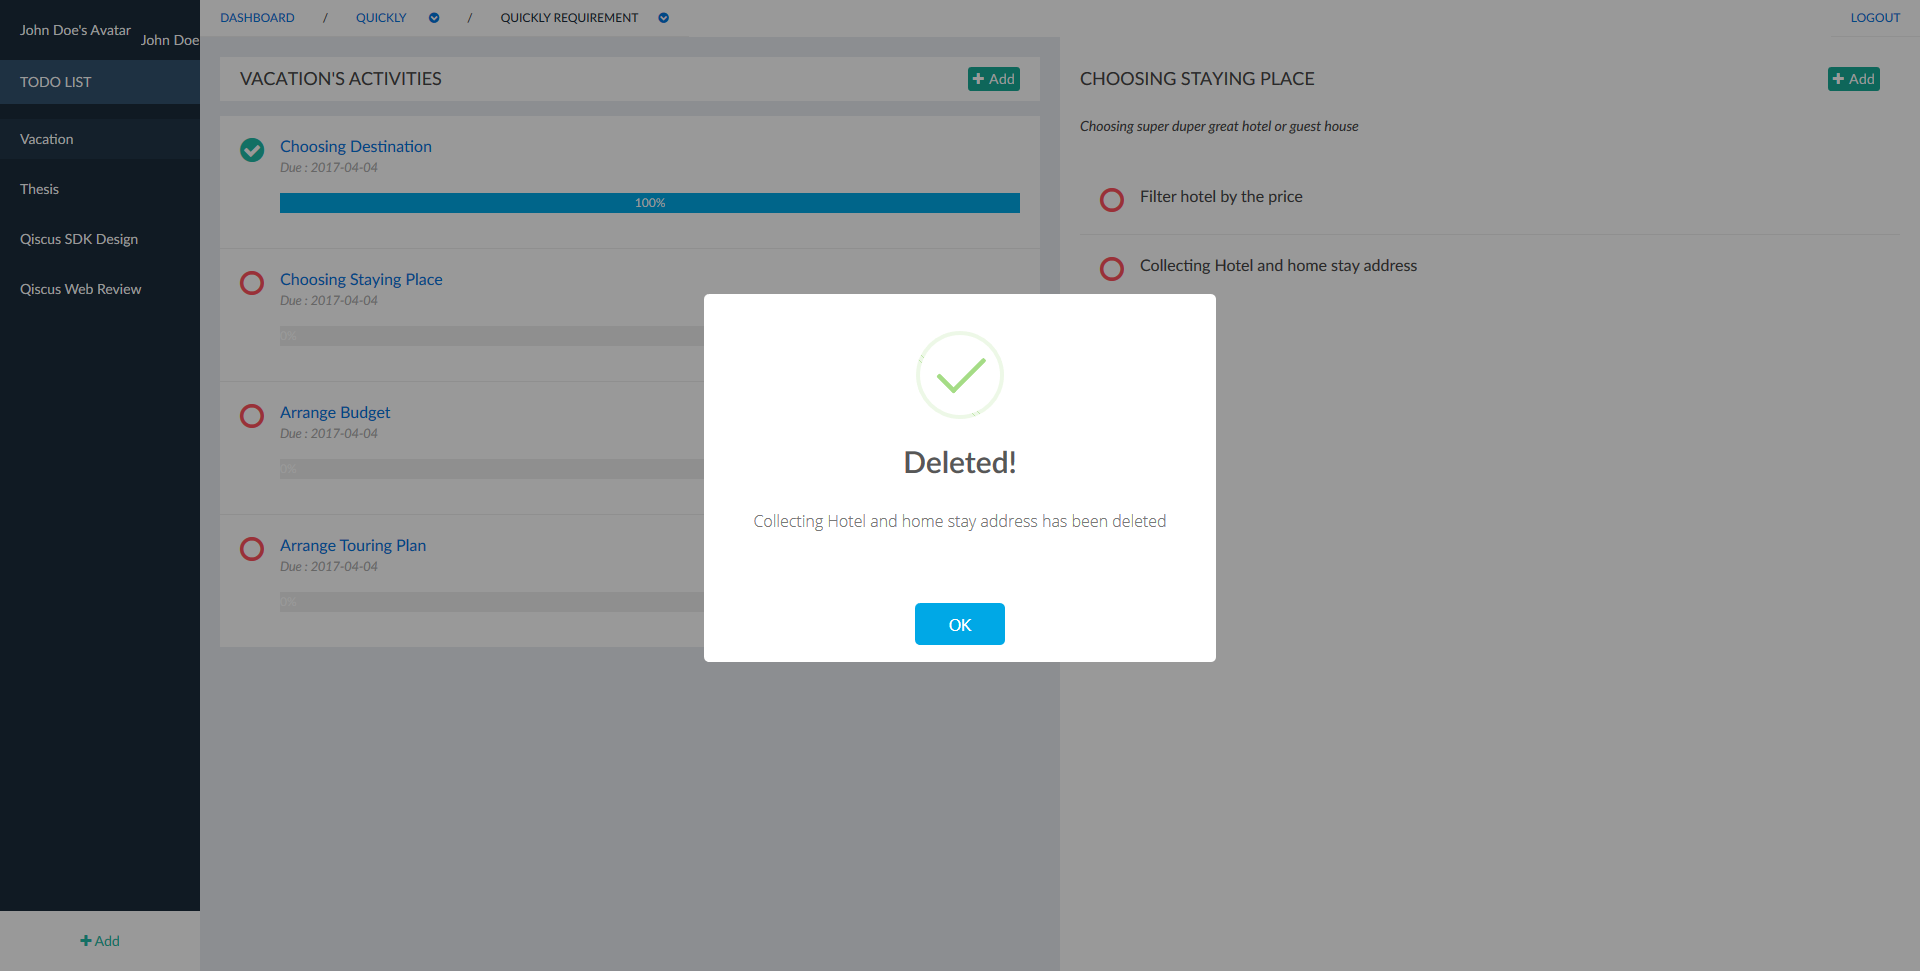 John Doe's Avatar
John Doe
DASHBOARD / QUICKLY / QUICKLY REQUIREMENT
LOGOUT
TODO LIST
Vacation
Thesis
Qiscus SDK Design
Qiscus Web Review
Add
VACATION'S ACTIVITIES
Add
Choosing Destination
Due : 2017-04-04
100%
Choosing Staying Place
Due : 2017-04-04
0%
Arrange Budget
Due : 2017-04-04
0%
Arrange Touring Plan
Due : 2017-04-04
0%
CHOOSING STAYING PLACE
Add
Choosing super duper great hotel or guest house
Filter hotel by the price
Collecting Hotel and home stay address
Deleted!
Collecting Hotel and home stay address has been deleted
OK